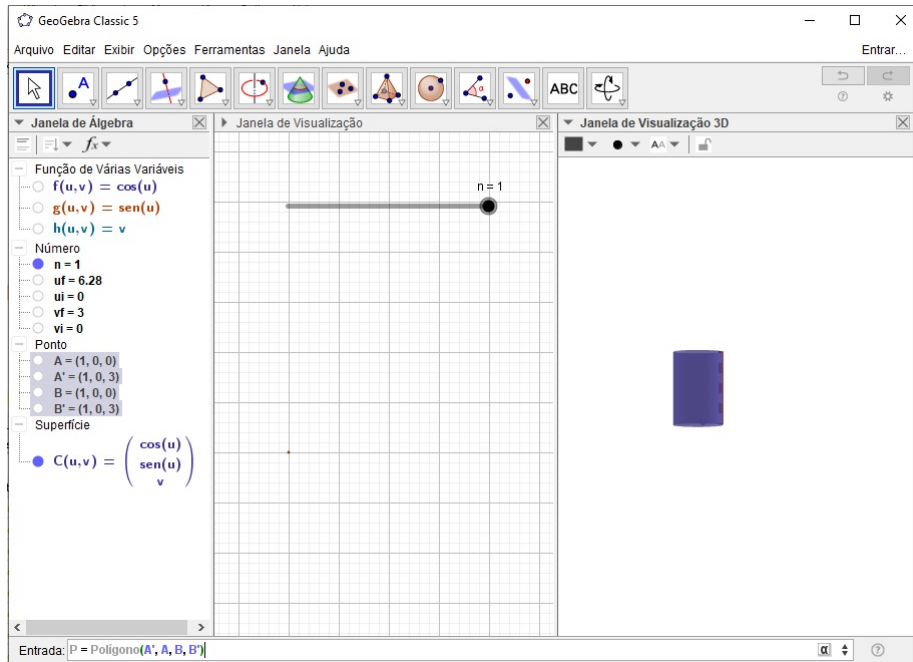 GeoGebra Classic 5
Arquivo Editar Exibir Opções Ferramentas Janela Ajuda
Entrar...
A
α
ABC
Janela de Álgebra
fx
Função de Várias Variáveis
f(u,v) = cos(u)
g(u,v) = sen(u)
h(u,v) = v
Número
n = 1
uf = 6.28
ui = 0
vf = 3
vi = 0
Ponto
A = (1, 0, 0)
A' = (1, 0, 3)
B = (1, 0, 0)
B' = (1, 0, 3)
Superfície
C(u,v) = ( cos(u)
sen(u)
v )
Janela de Visualização
n = 1
Janela de Visualização 3D
AA
Entrada: P = Polígono(A', A, B, B')
α